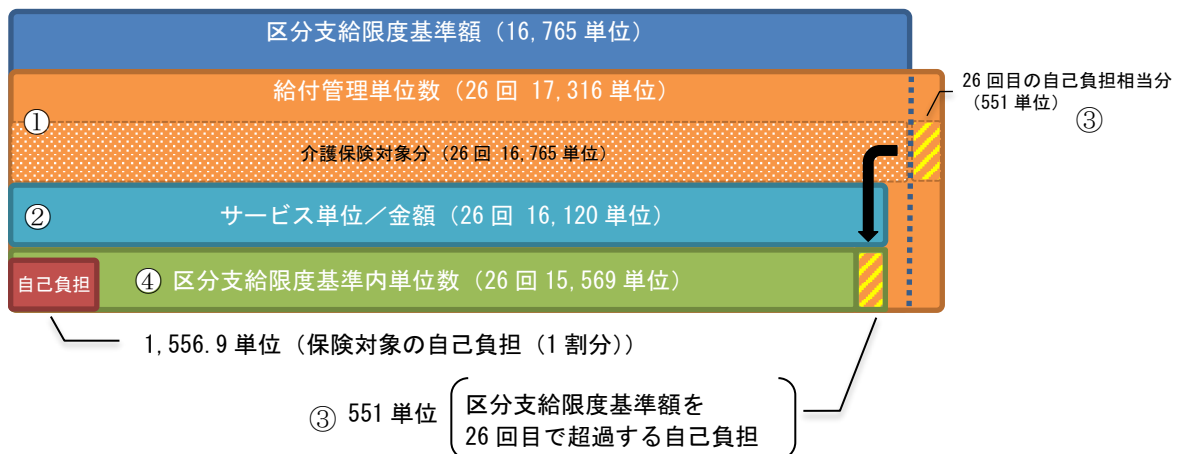 区分支給限度基準額（16,765 単位）
給付管理単位数（26 回 17,316 単位）
26 回目の自己負担相当分
（551 単位）
③
①
介護保険対象分（26 回 16,765 単位）
②
サービス単位／金額（26 回 16,120 単位）
自己負担
④ 区分支給限度基準内単位数（26 回 15,569 単位）
1,556.9 単位（保険対象の自己負担（1 割分））
③ 551 単位
区分支給限度基準額を
26 回目で超過する自己負担